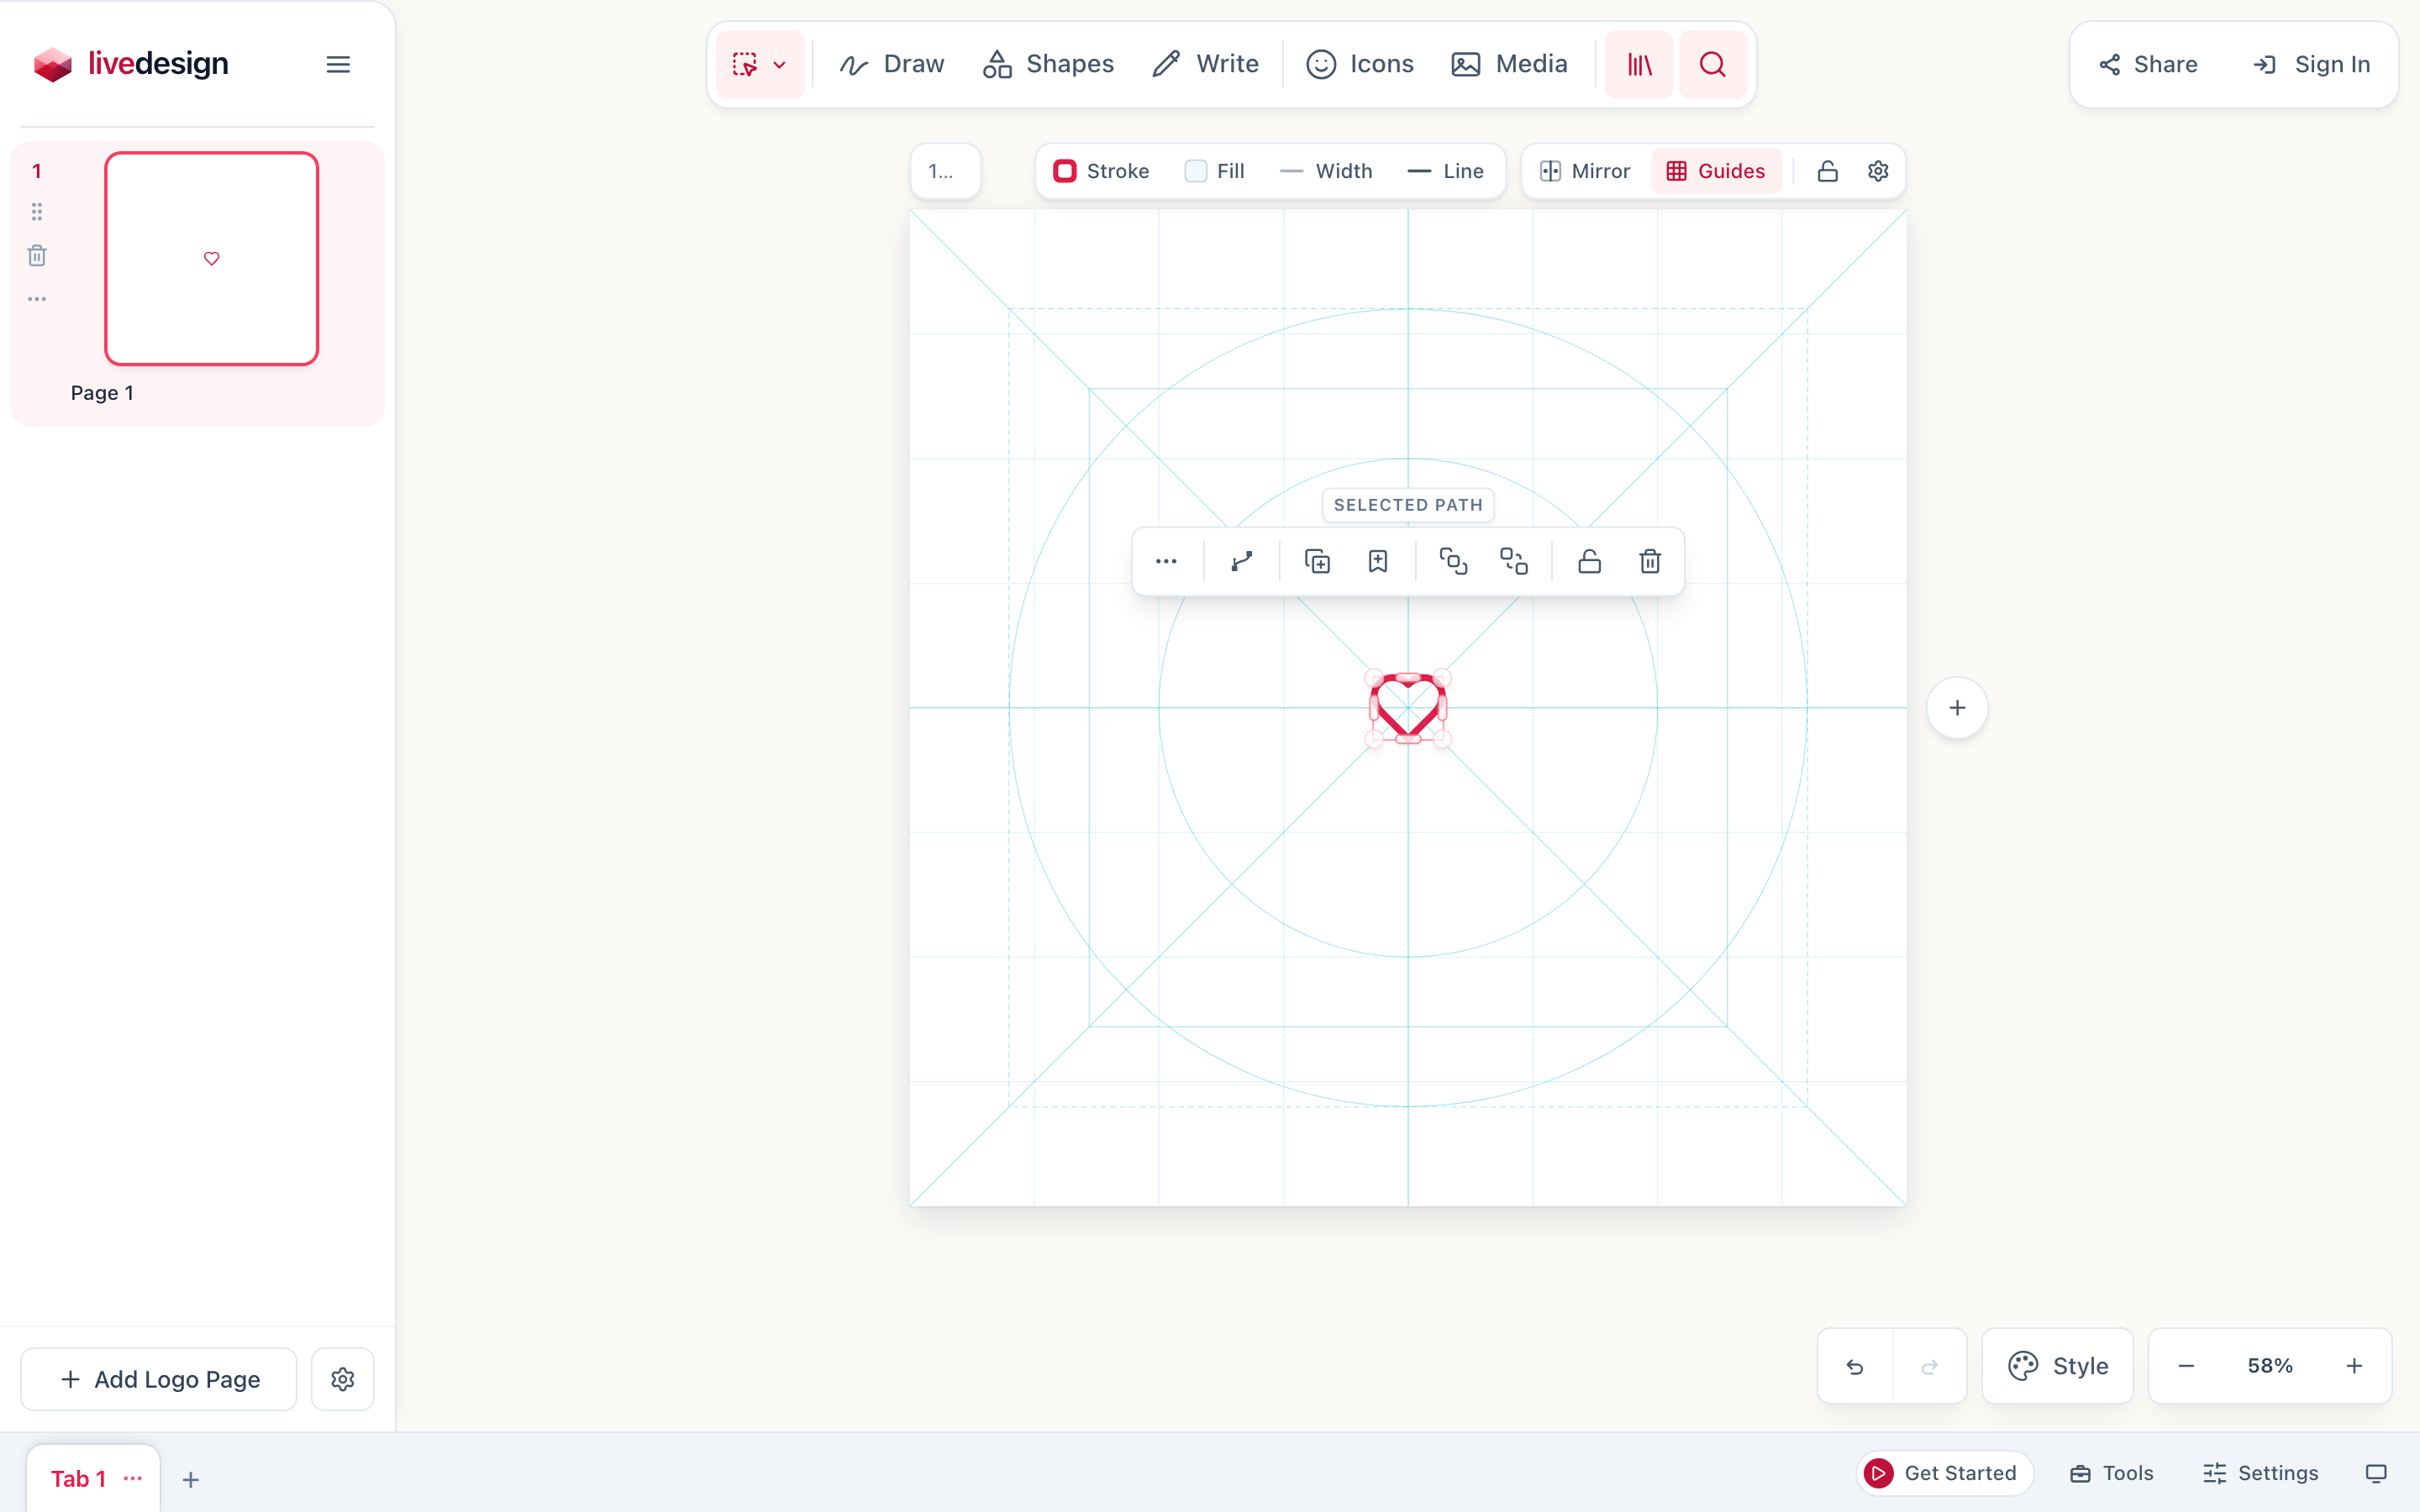 livedesign
Draw
Shapes
Write
Icons
Media
Share
Sign In
1
Page 1
1...
Stroke
Fill
Width
Line
Mirror
Guides
SELECTED PATH
Add Logo Page
Style
58%
Tab 1
Get Started
Tools
Settings